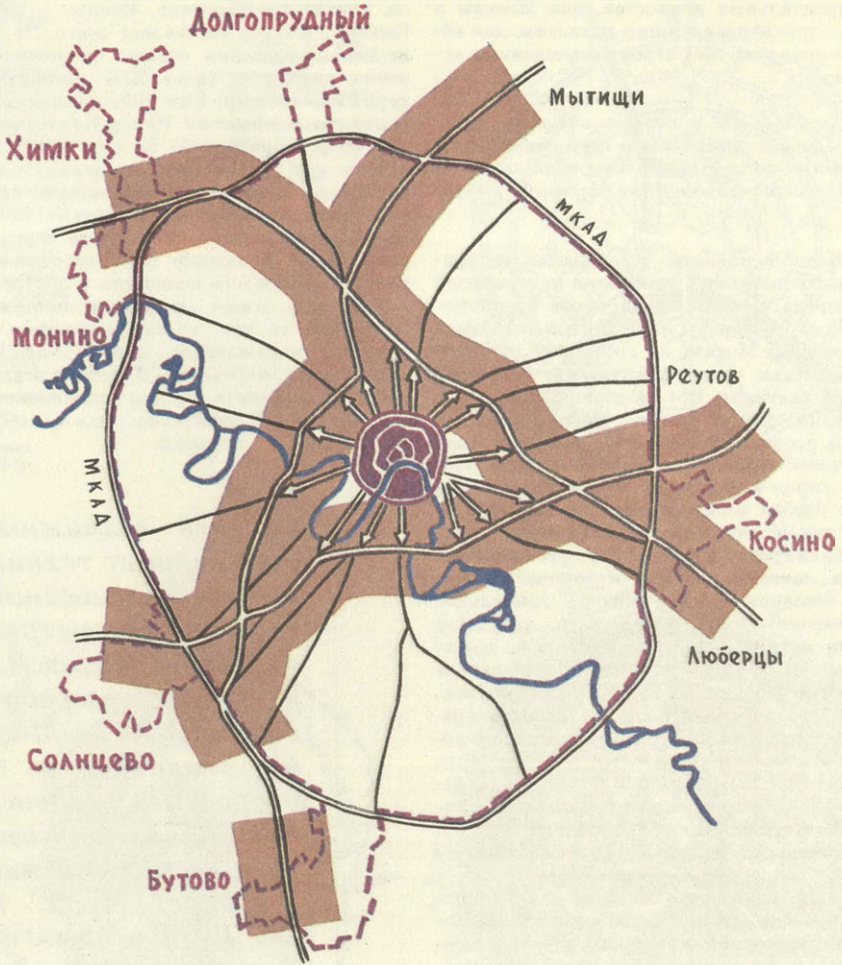 Долгопрудный
Мытищи
Химки
МКАД
Монино
Реутов
МКАД
Косино
Люберцы
Солнцево
Бутово